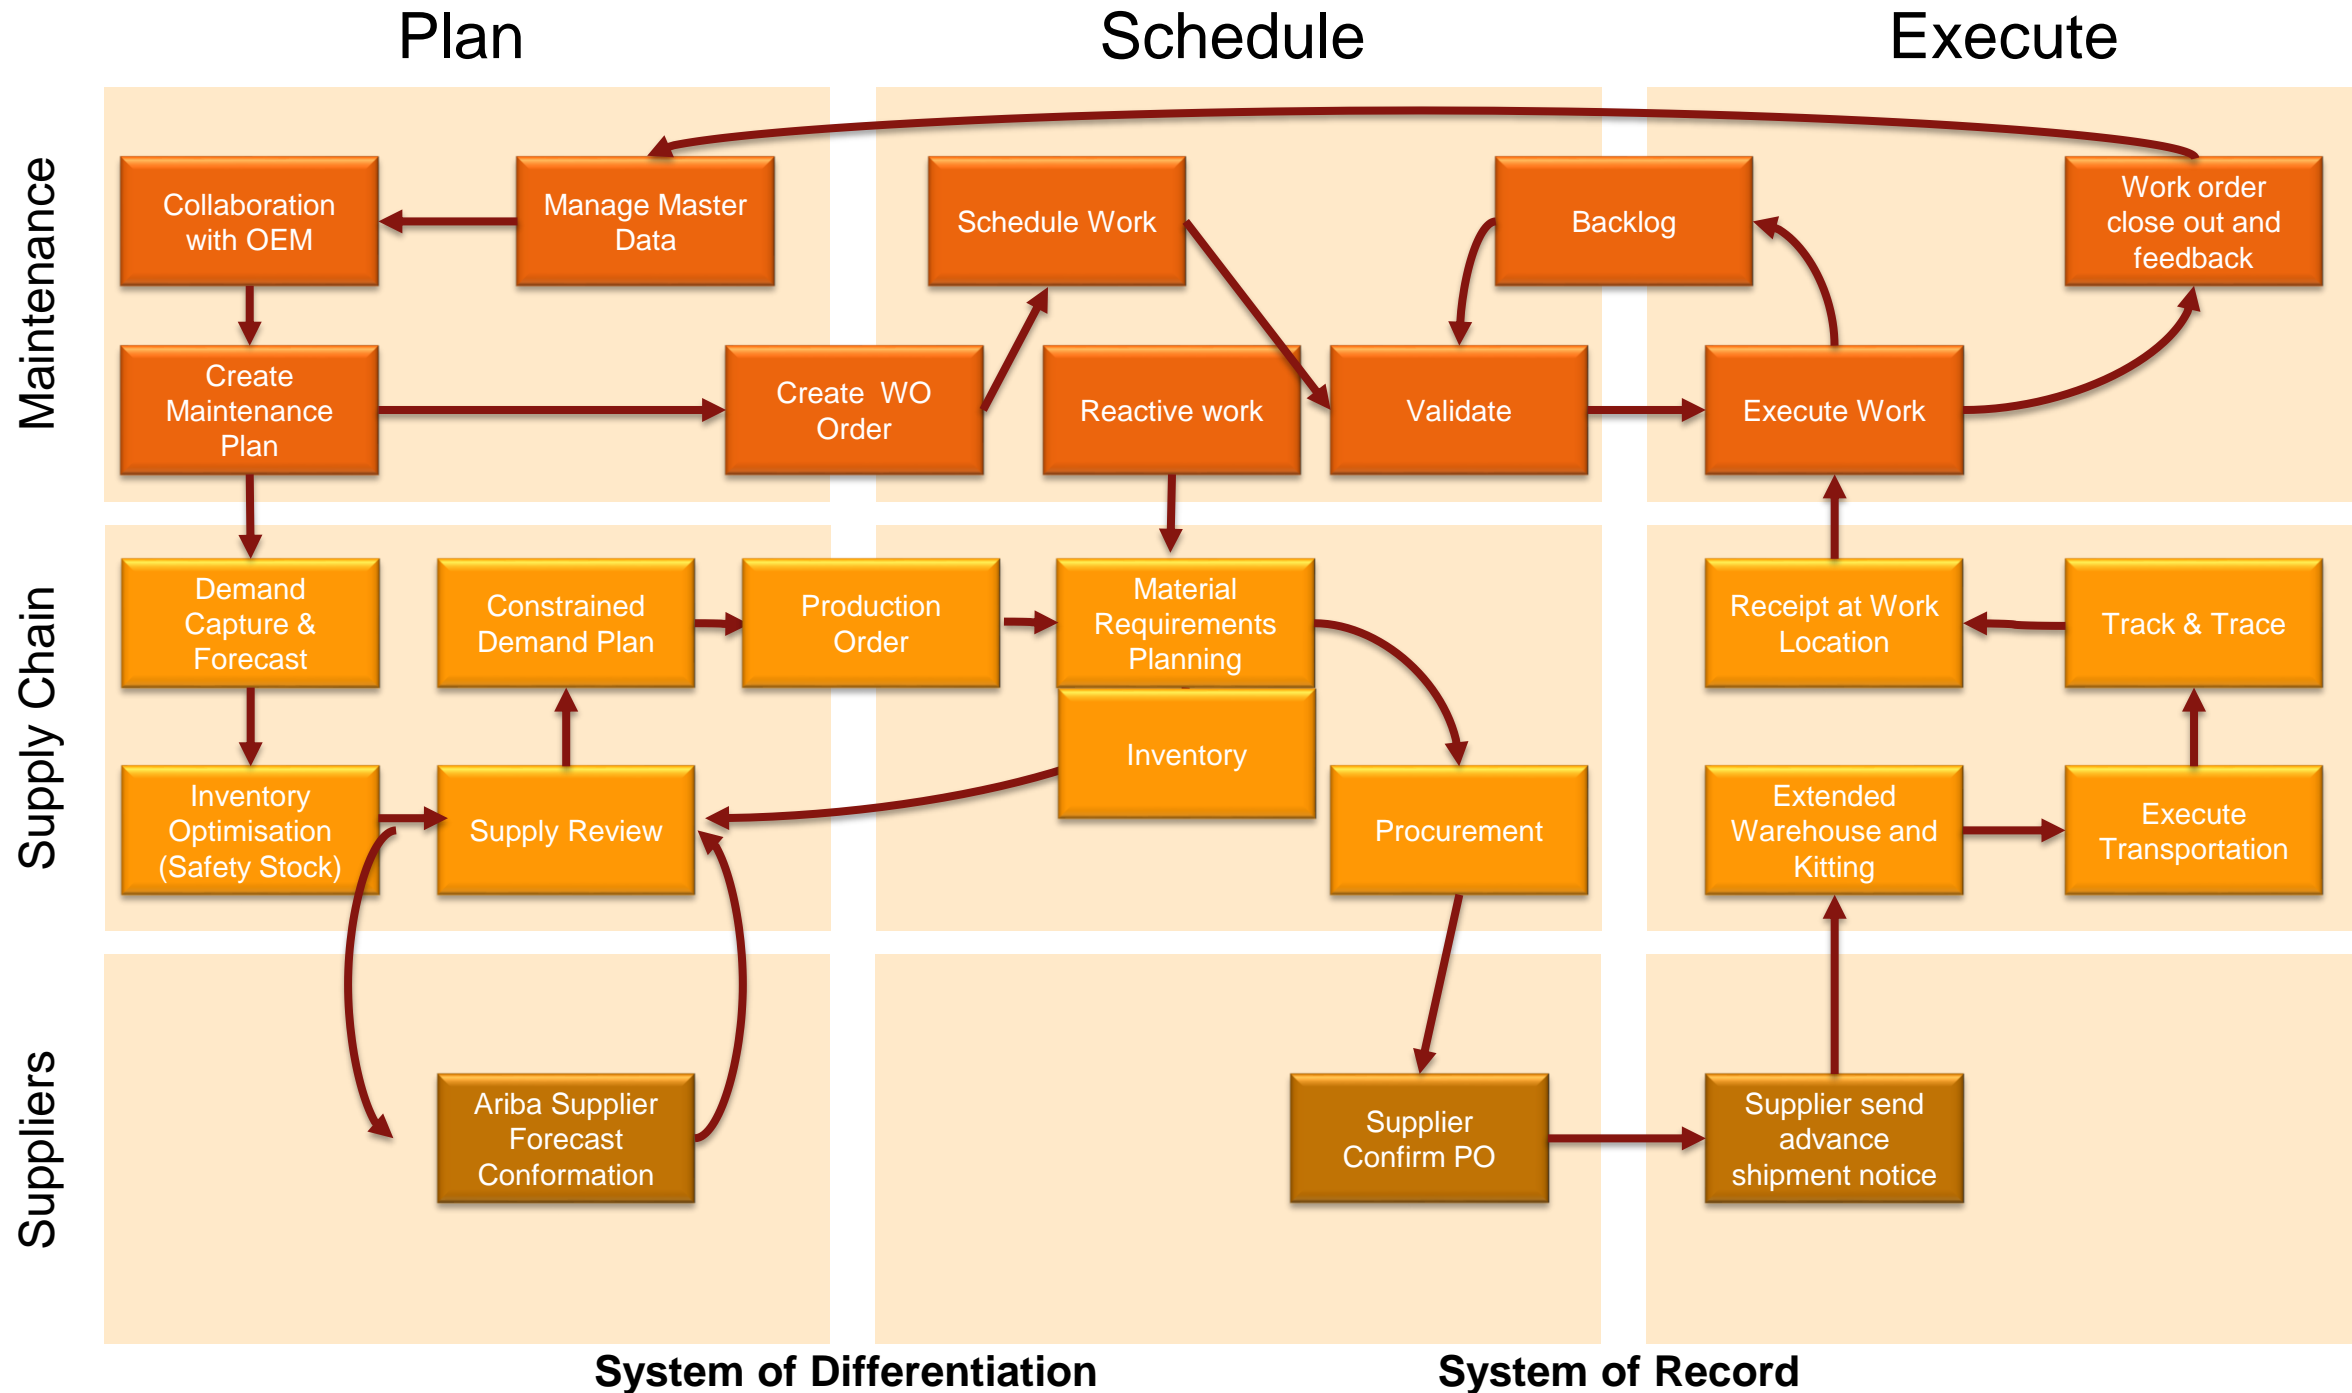 Plan
Schedule
Execute
Maintenance
Collaboration
with OEM
Manage Master
Data
Schedule Work
Backlog
Work order
close out and
feedback
Create
Maintenance
Plan
Create  WO
Order
Reactive work
Validate
Execute Work
Supply Chain
Demand
Capture &
Forecast
Constrained
Demand Plan
Production
Order
Material
Requirements
Planning
Receipt at Work
Location
Track & Trace
Inventory
Optimisation
(Safety Stock)
Supply Review
Inventory
Procurement
Extended
Warehouse and
Kitting
Execute
Transportation
Suppliers
Ariba Supplier
Forecast
Conformation
Supplier
Confirm PO
Supplier send
advance
shipment notice
System of Differentiation
System of Record